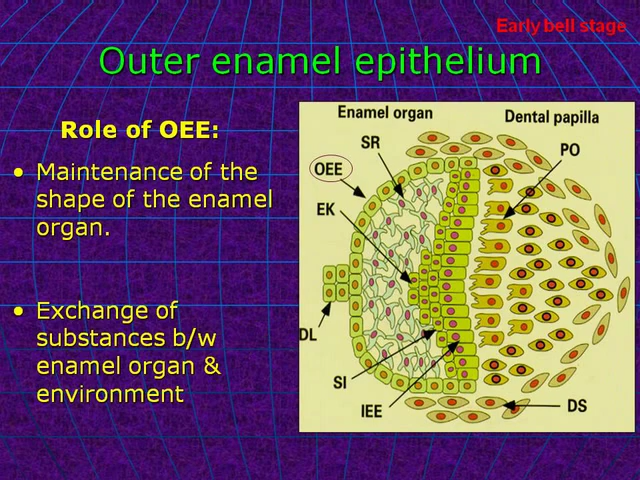 Early bell stage
Outer enamel epithelium
Role of OEE:
• Maintenance of the
shape of the enamel
organ.
• Exchange of
substances b/w
enamel organ &
environment
Enamel organ
Dental papilla
SR
PO
OEE
EK
DL
SI
IEE
DS